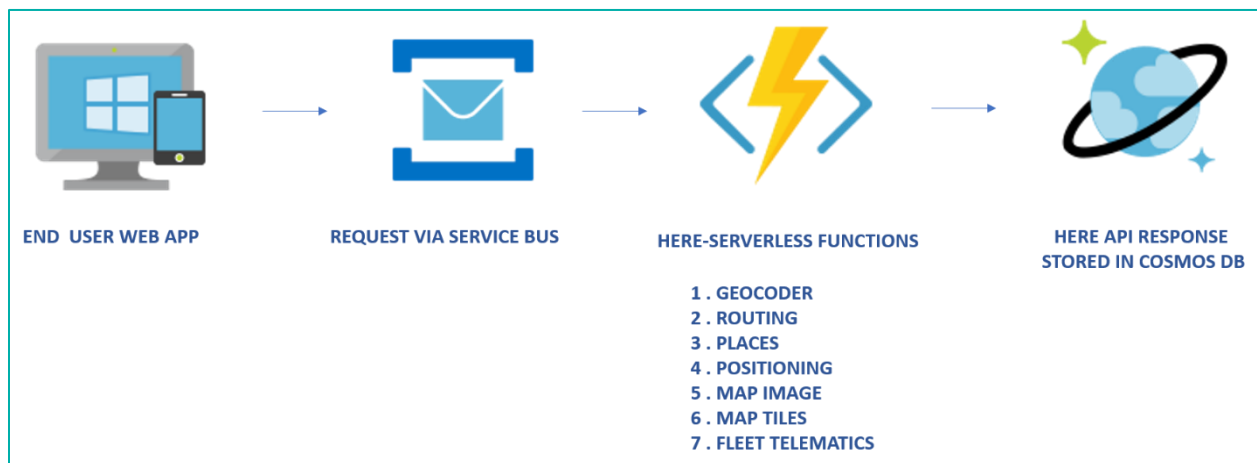 END USER WEB APP
REQUEST VIA SERVICE BUS
HERE-SERVERLESS FUNCTIONS
1 . GEOCODER
2 . ROUTING
3 . PLACES
4 . POSITIONING
5 . MAP IMAGE
6 . MAP TILES
7 . FLEET TELEMATICS
HERE API RESPONSE
STORED IN COSMOS DB